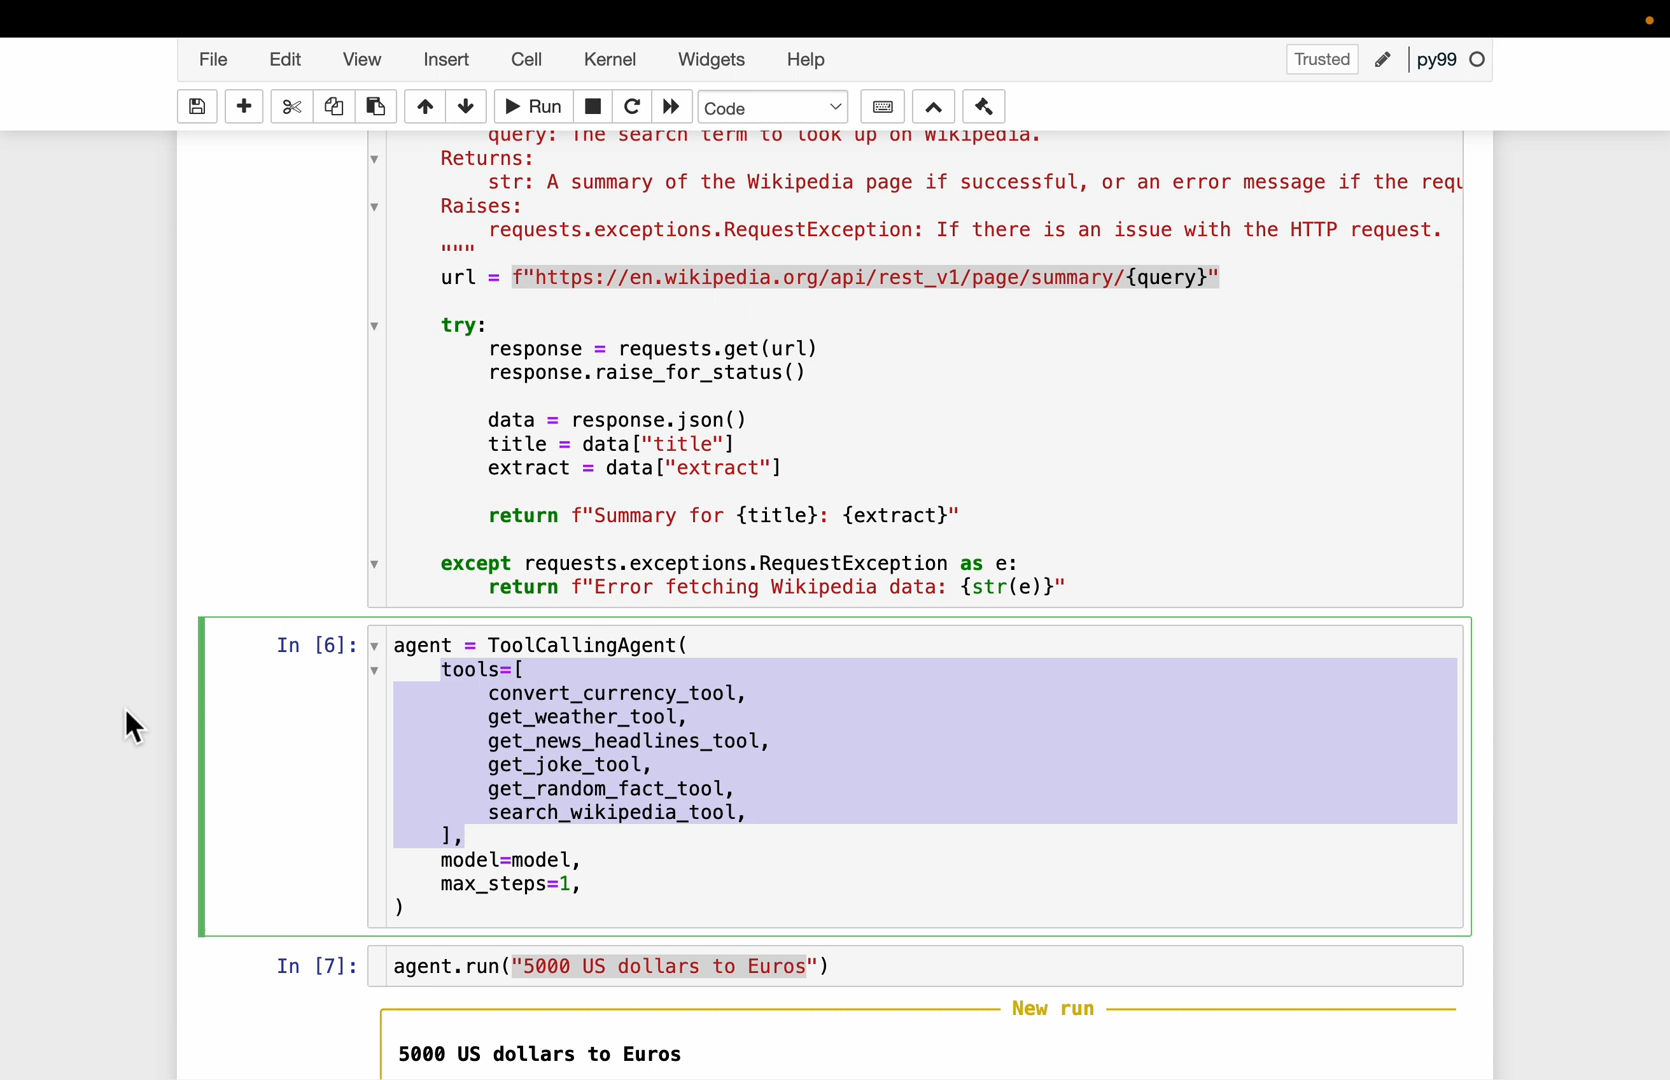 File Edit View Insert Cell Kernel Widgets Help Trusted py99
Run Code
query: The search term to look up on Wikipedia.
Returns:
str: A summary of the Wikipedia page if successful, or an error message if the requ
Raises:
requests.exceptions.RequestException: If there is an issue with the HTTP request.
"""
url = f"https://en.wikipedia.org/api/rest_v1/page/summary/{query}"
try:
response = requests.get(url)
response.raise_for_status()
data = response.json()
title = data["title"]
extract = data["extract"]
return f"Summary for {title}: {extract}"
except requests.exceptions.RequestException as e:
return f"Error fetching Wikipedia data: {str(e)}"
In [6]: agent = ToolCallingAgent(
tools=[
convert_currency_tool,
get_weather_tool,
get_news_headlines_tool,
get_joke_tool,
get_random_fact_tool,
search_wikipedia_tool,
],
model=model,
max_steps=1,
)
In [7]: agent.run("5000 US dollars to Euros")
New run
5000 US dollars to Euros